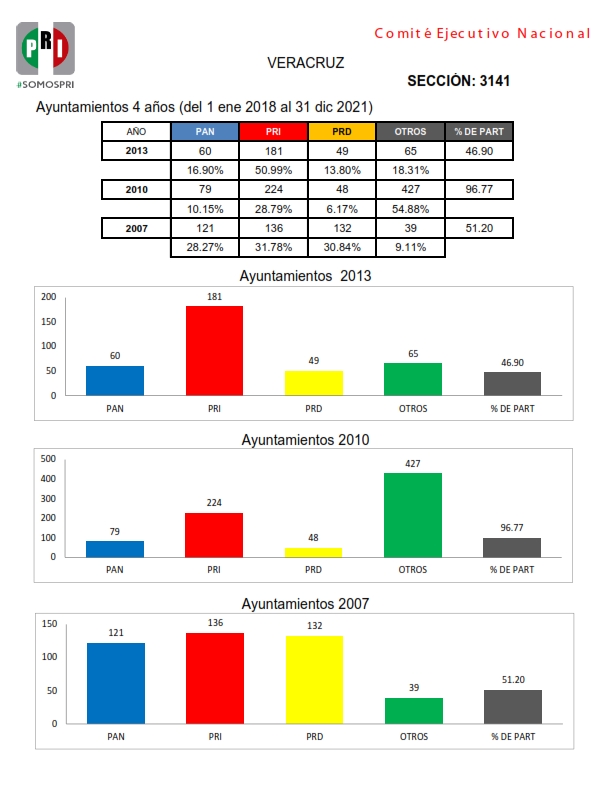 Comité Ejecutivo Nacional
PRI
#SOMOSPRI
VERACRUZ
SECCIÓN: 3141
Ayuntamientos 4 años (del 1 ene 2018 al 31 dic 2021)
AÑO PAN PRI PRD OTROS % DE PART
2013 60 181 49 65 46.90
16.90% 50.99% 13.80% 18.31%
2010 79 224 48 427 96.77
10.15% 28.79% 6.17% 54.88%
2007 121 136 132 39 51.20
28.27% 31.78% 30.84% 9.11%
Ayuntamientos 2013
200
150
100
50
0
60 181 49 65 46.90
PAN PRI PRD OTROS % DE PART
Ayuntamientos 2010
500
400
300
200
100
0
79 224 48 427 96.77
PAN PRI PRD OTROS % DE PART
Ayuntamientos 2007
150
100
50
0
121 136 132 39 51.20
PAN PRI PRD OTROS % DE PART